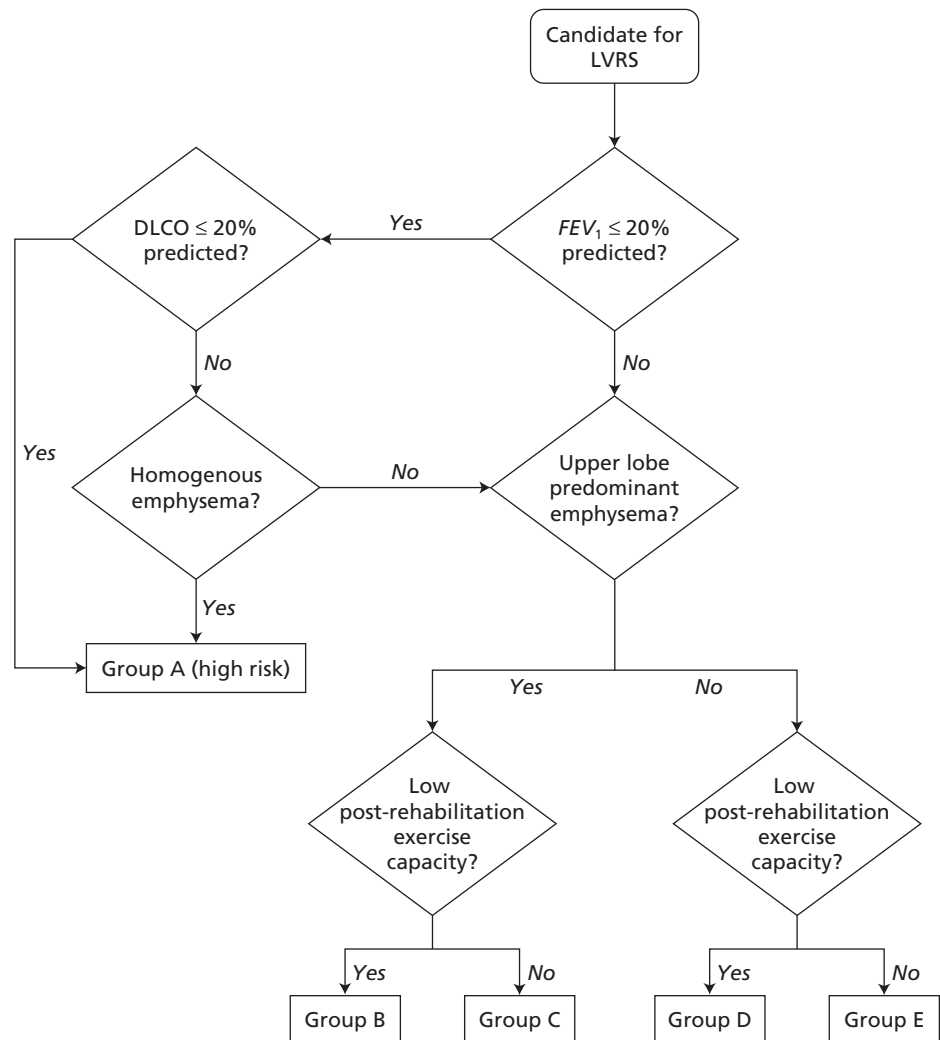 Candidate for
LVRS
DLCO ≤ 20%
predicted?
Yes
FEV₁ ≤ 20%
predicted?
No
No
Yes
Homogenous
emphysema?
No
Upper lobe
predominant
emphysema?
Yes
Group A (high risk)
Yes
No
Low
post-rehabilitation
exercise
capacity?
Low
post-rehabilitation
exercise
capacity?
Yes
No
Yes
No
Group B
Group C
Group D
Group E